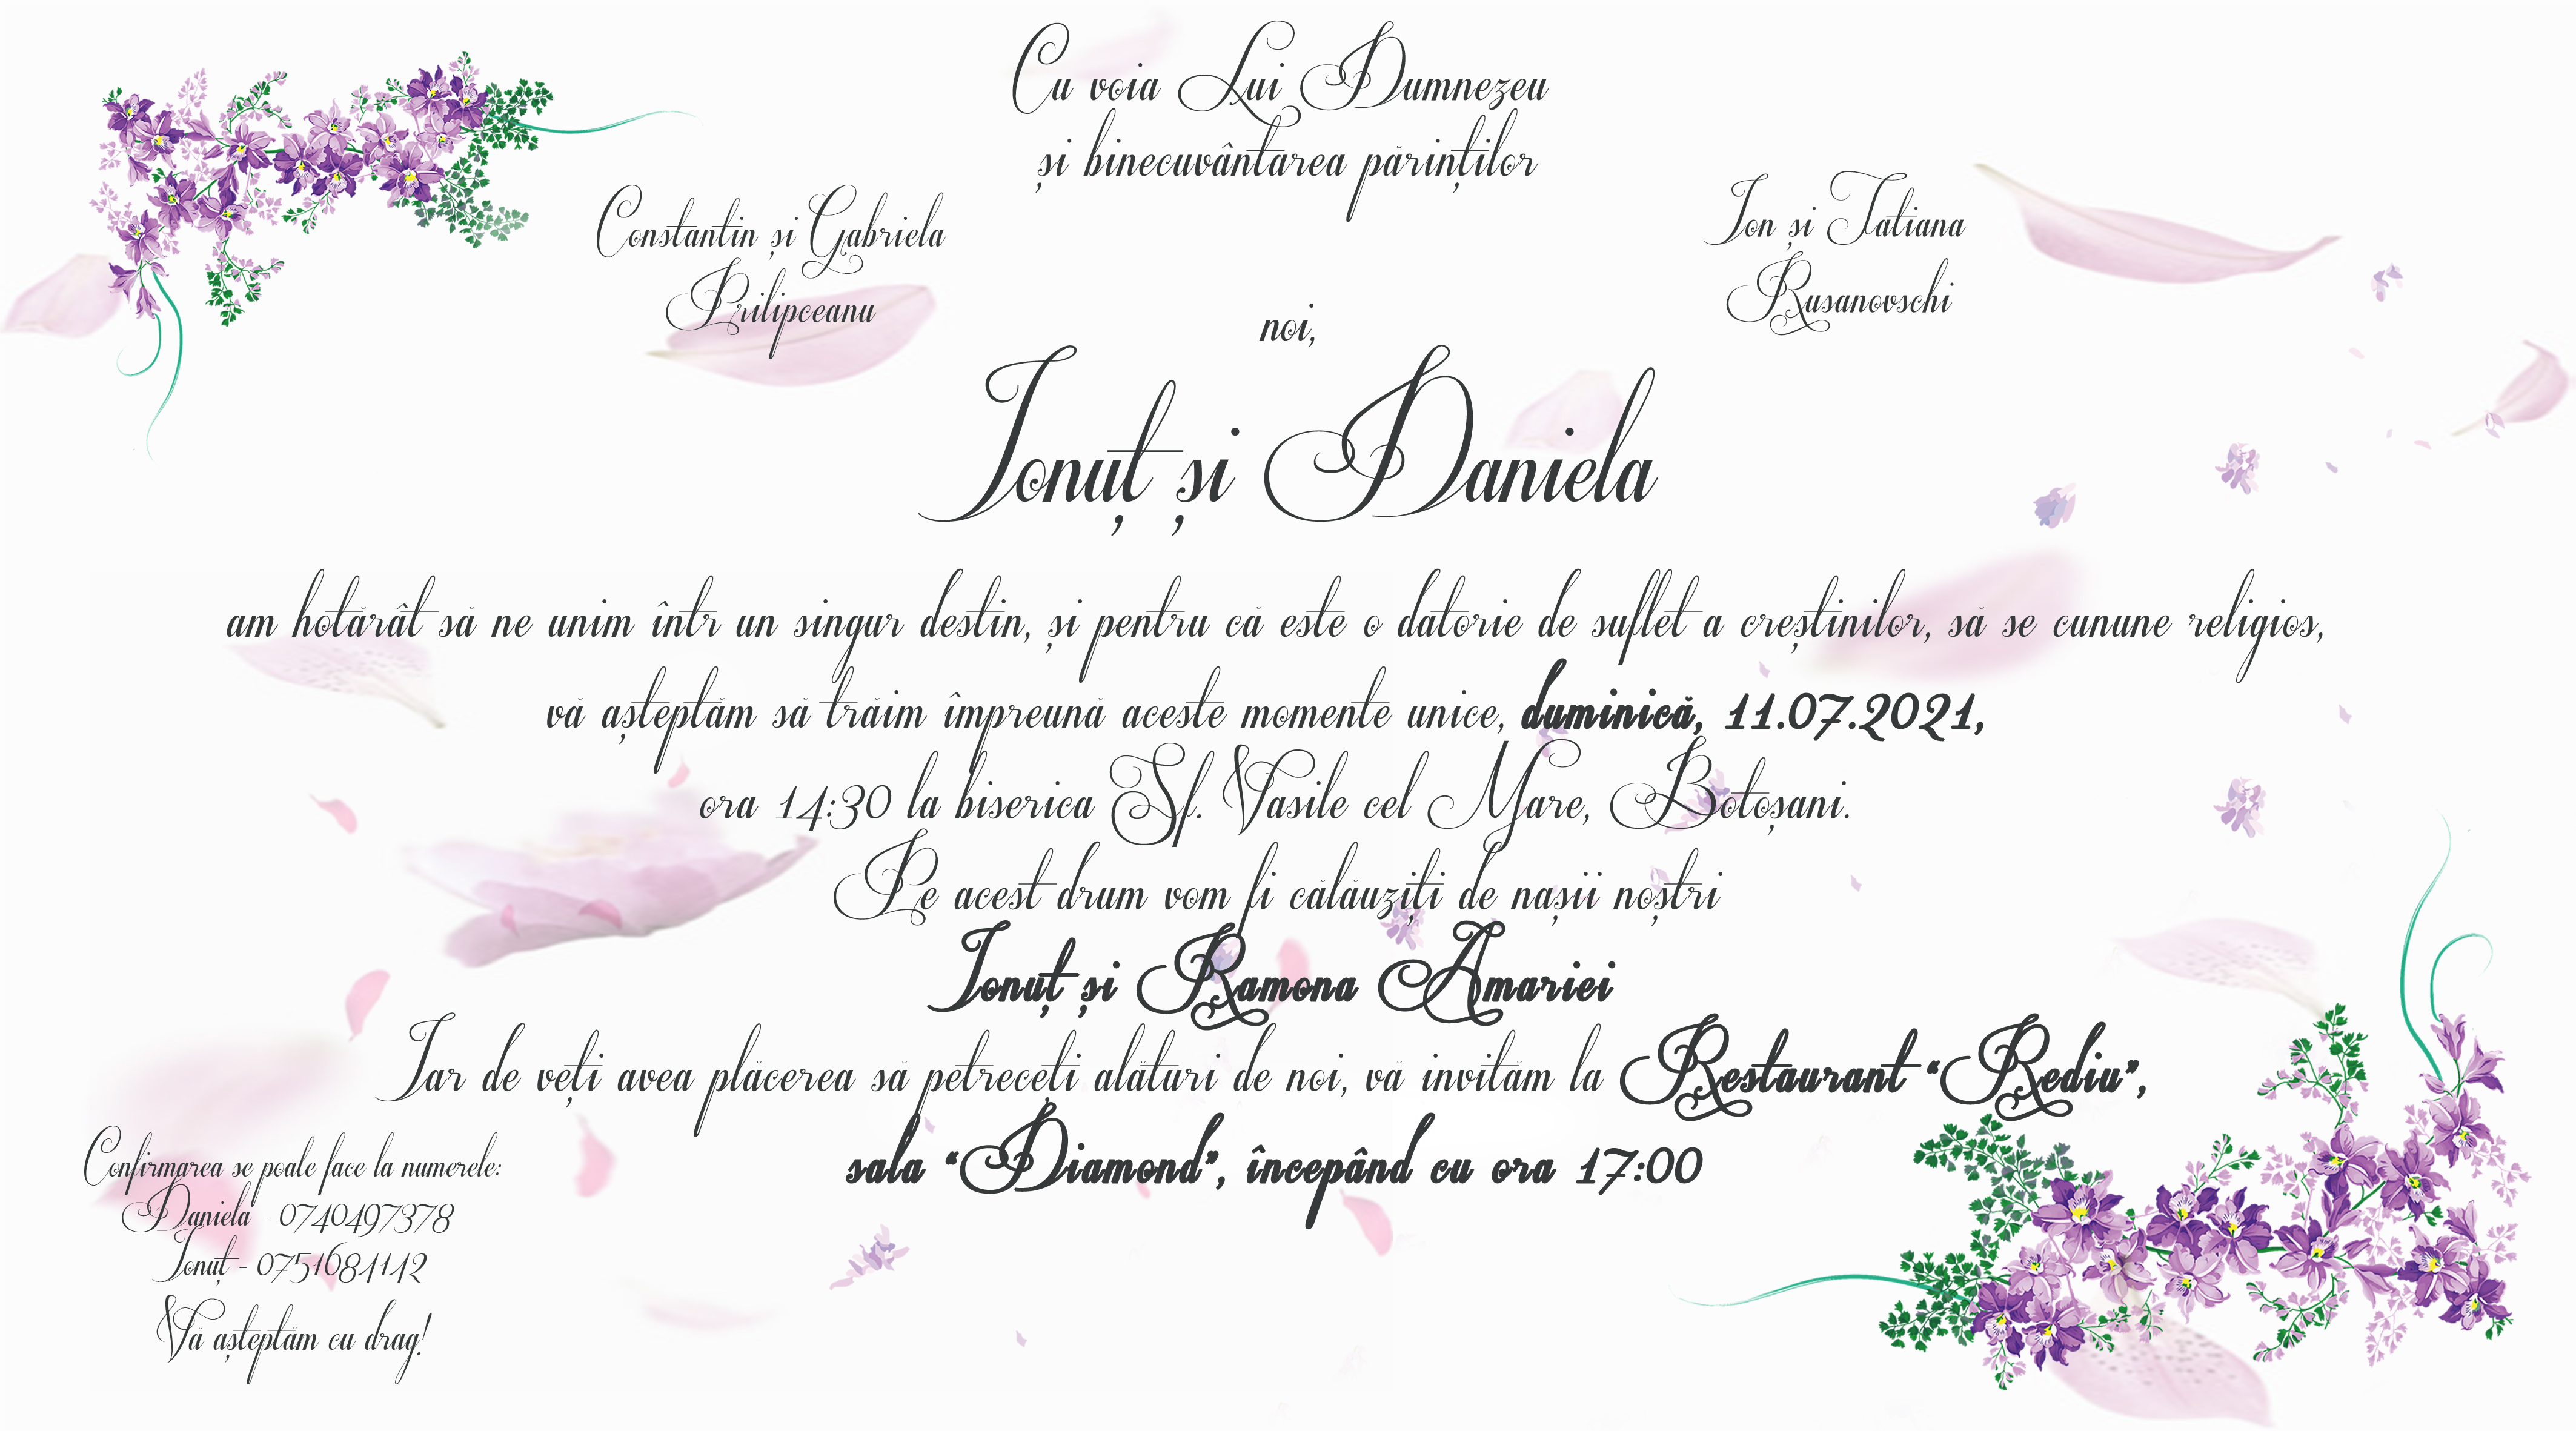 Cu voia Lui Dumnezeu
și binecuvântarea părinților
Constantin și Gabriela
Prilipceanu
Ion și Tatiana
Rusanovschi
noi,
Ionuț și Daniela
am hotărât să ne unim într-un singur destin, și pentru că este o datorie de suflet a creștinilor, să se cunune religios,
vă așteptăm să trăim împreună aceste momente unice, duminică, 11.07.2021,
ora 14:30 la biserica Sf. Vasile cel Mare, Botoșani.
Pe acest drum vom fi călăuziți de nașii noștri
Ionuț și Ramona Amariei
Iar de veți avea plăcerea să petreceți alături de noi, vă invităm la Restaurant “Rediu”,
sala “Diamond”, începând cu ora 17:00
Confirmarea se poate face la numerele:
Daniela - 0740497378
Ionuț - 0751684142
Vă așteptăm cu drag!